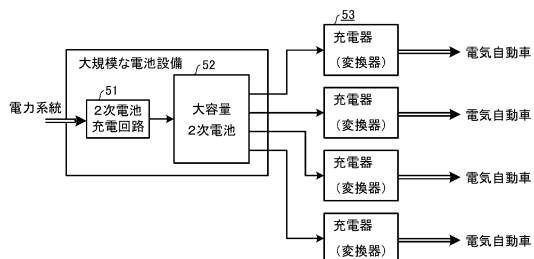 53
充電器
(変換器)
電気自動車
大規模な電池設備
52
51
電力系統
2次電池
充電回路
大容量
2次電池
充電器
(変換器)
電気自動車
充電器
(変換器)
電気自動車
充電器
(変換器)
電気自動車